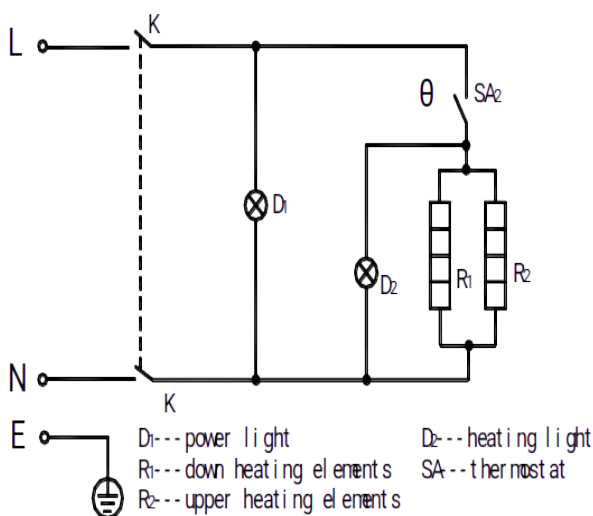 K
L
θ SA2
D1
D2 R1 R2
N
K
E
D1---power light D2---heating light
R1---down heating elements SA---thermostat
R2---upper heating elements